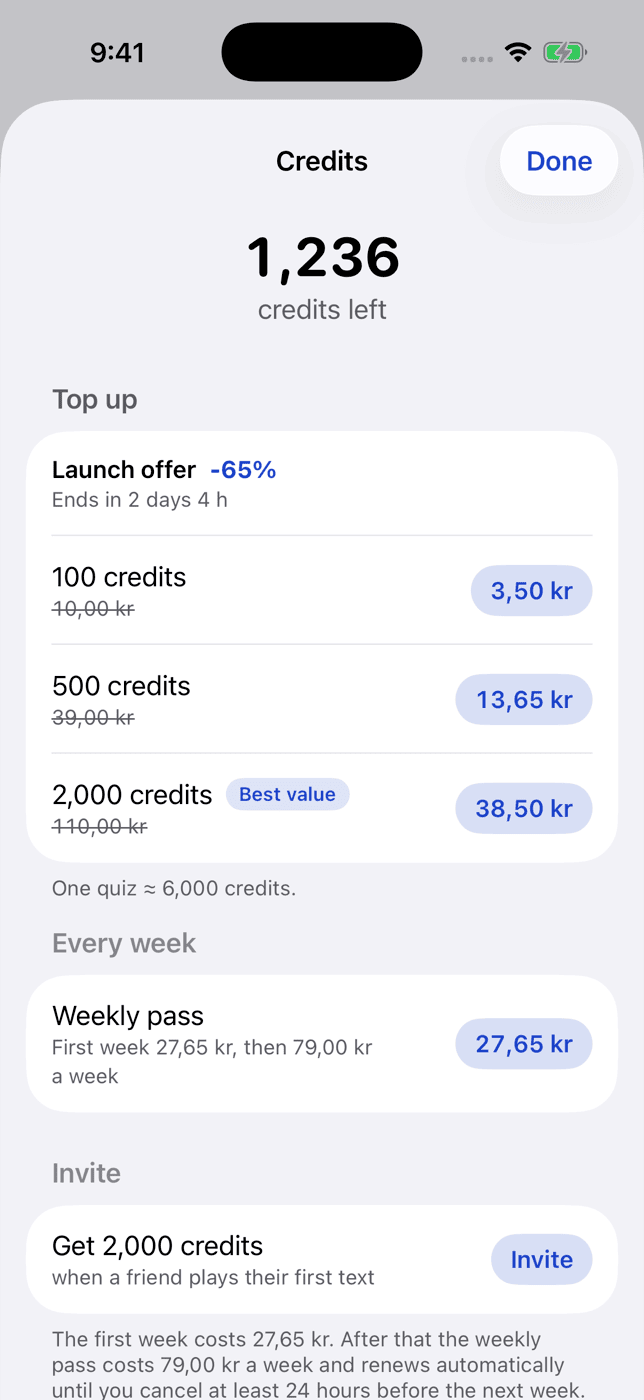 9:41
Credits
Done
1,236
credits left
Top up
Launch offer -65%
Ends in 2 days 4 h
100 credits
10,00 kr
3,50 kr
500 credits
39,00 kr
13,65 kr
2,000 credits Best value
110,00 kr
38,50 kr
One quiz ≈ 6,000 credits.
Every week
Weekly pass
First week 27,65 kr, then 79,00 kr
a week
27,65 kr
Invite
Get 2,000 credits
when a friend plays their first text
Invite
The first week costs 27,65 kr. After that the weekly
pass costs 79,00 kr a week and renews automatically
until you cancel at least 24 hours before the next week.